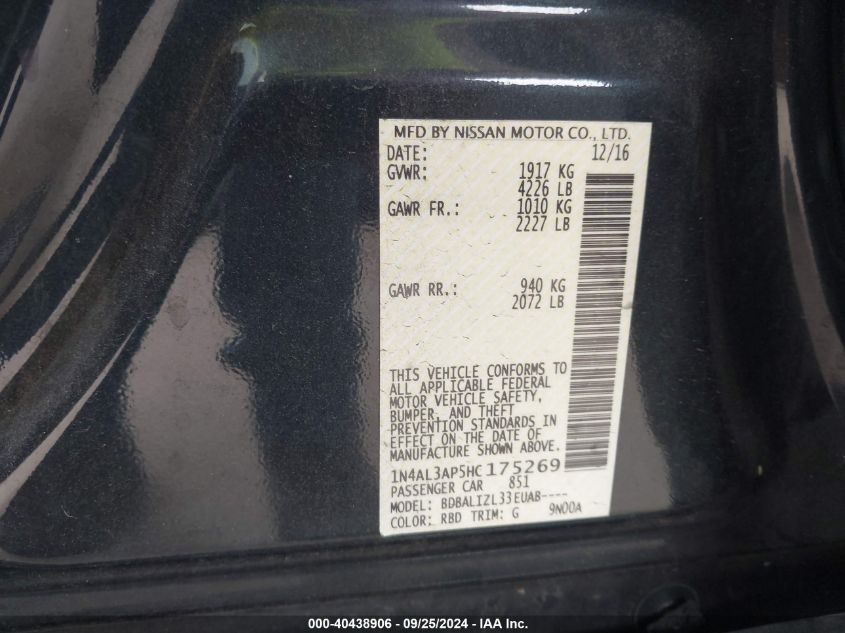 MFD BY NISSAN MOTOR CO., LTD.
DATE: 12/16
GVWR: 1917 KG
4226 LB
GAWR FR.: 1010 KG
2227 LB
GAWR RR.: 940 KG
2072 LB
THIS VEHICLE CONFORMS TO
ALL APPLICABLE FEDERAL
MOTOR VEHICLE SAFETY,
BUMPER, AND THEFT
PREVENTION STANDARDS IN
EFFECT ON THE DATE OF
MANUFACTURE SHOWN ABOVE.
1N4AL3AP5HC175269
PASSENGER CAR 851
MODEL: BDBALIZL33EUAB----
COLOR: RBD TRIM: G 9N00A
000-40438906 - 09/25/2024 - IAA Inc.